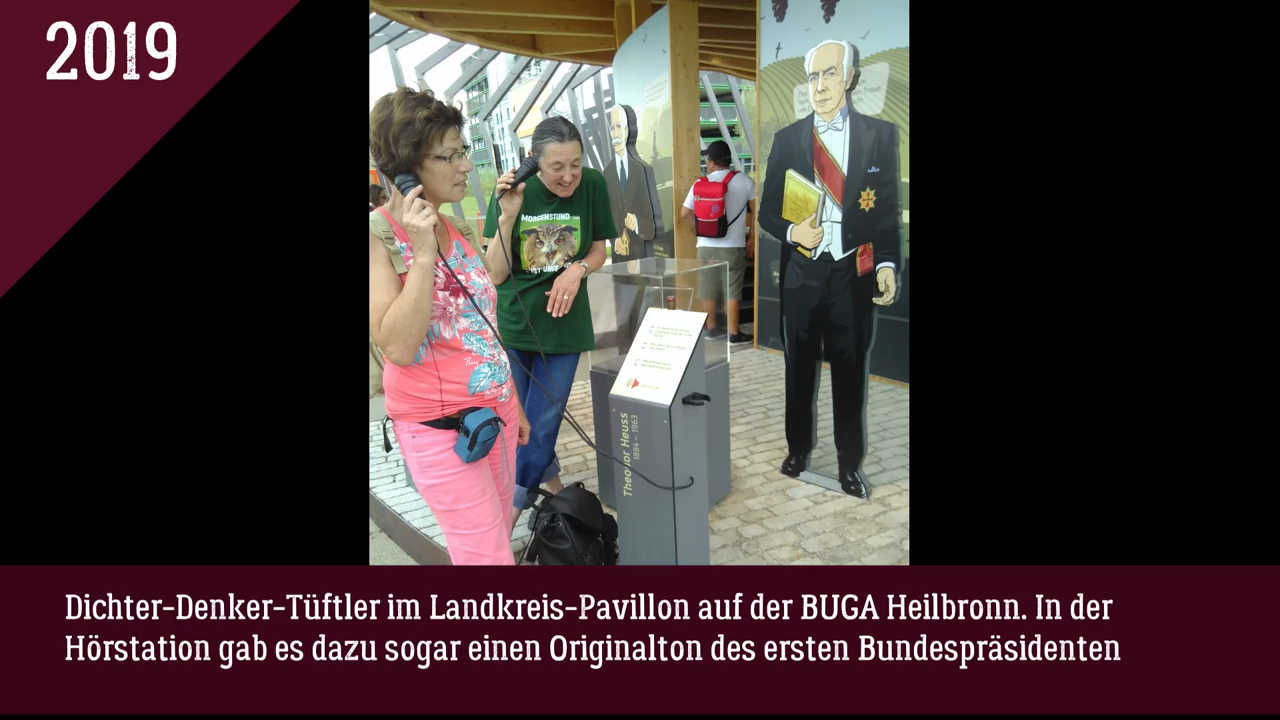 2019
MORGENSTUND
Theodor Heuss
1884 – 1963
Dichter-Denker-Tüftler im Landkreis-Pavillon auf der BUGA Heilbronn. In der
Hörstation gab es dazu sogar einen Originalton des ersten Bundespräsidenten